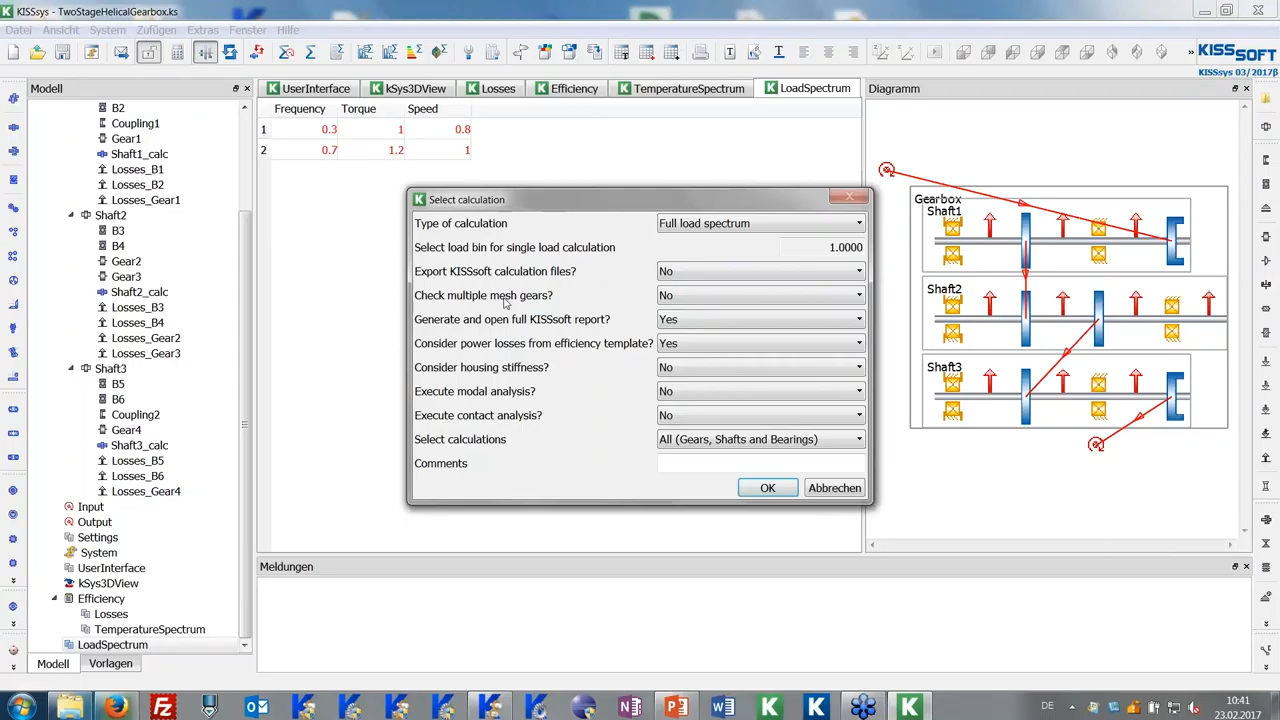 KISSsys - TwoStageHelicalGearbox.ks
Datei Ansicht System Zufügen Extras Fenster Hilfe
KISSSOFT
KISSsys 03/2017β
Modell
B2
Coupling1
Gear1
Shaft1_calc
Losses_B1
Losses_B2
Losses_Gear1
Shaft2
B3
B4
Gear2
Gear3
Shaft2_calc
Losses_B3
Losses_B4
Losses_Gear2
Losses_Gear3
Shaft3
B5
B6
Coupling2
Gear4
Shaft3_calc
Losses_B5
Losses_B6
Losses_Gear4
Input
Output
Settings
System
UserInterface
kSys3DView
Efficiency
Losses
TemperatureSpectrum
LoadSpectrum
Modell Vorlagen
UserInterface kSys3DView Losses Efficiency TemperatureSpectrum LoadSpectrum
Frequency Torque Speed
1 0.3 1 0.8
2 0.7 1.2 1
Select calculation
Type of calculation Full load spectrum
Select load bin for single load calculation 1.0000
Export KISSsoft calculation files? No
Check multiple mesh gears? No
Generate and open full KISSsoft report? Yes
Consider power losses from efficiency template? Yes
Consider housing stiffness? No
Execute modal analysis? No
Execute contact analysis? No
Select calculations All (Gears, Shafts and Bearings)
Comments
OK Abbrechen
Diagramm
Gearbox
Shaft1
Shaft2
Shaft3
Meldungen
DE
10:41
23.02.2017